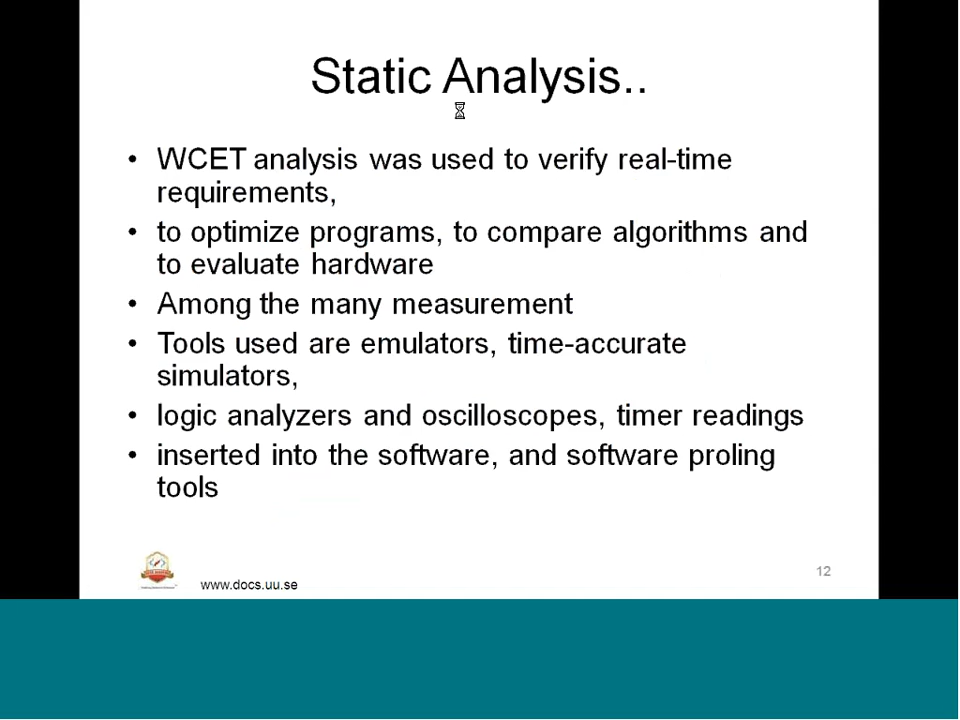 Static Analysis..
• WCET analysis was used to verify real-time
requirements,
• to optimize programs, to compare algorithms and
to evaluate hardware
• Among the many measurement
• Tools used are emulators, time-accurate
simulators,
• logic analyzers and oscilloscopes, timer readings
• inserted into the software, and software proling
tools
www.docs.uu.se
12